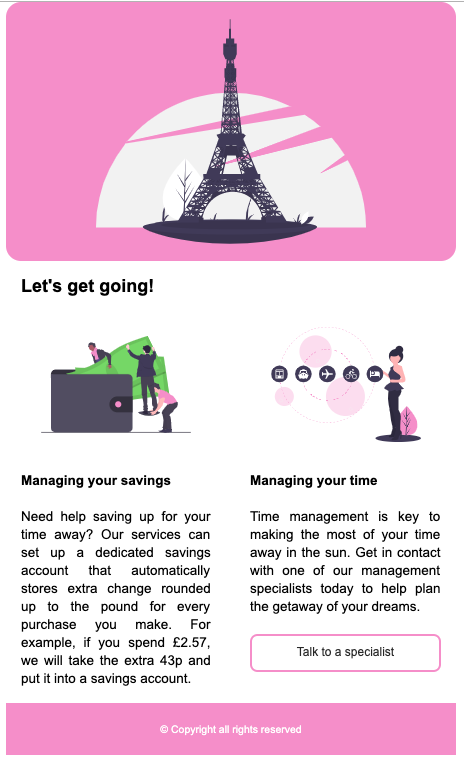 Let's get going!
Managing your savings
Need help saving up for your
time away? Our services can
set up a dedicated savings
account that automatically
stores extra change rounded
up to the pound for every
purchase you make. For
example, if you spend £2.57,
we will take the extra 43p and
put it into a savings account.
Managing your time
Time management is key to
making the most of your time
away in the sun. Get in contact
with one of our management
specialists today to help plan
the getaway of your dreams.
Talk to a specialist
© Copyright all rights reserved